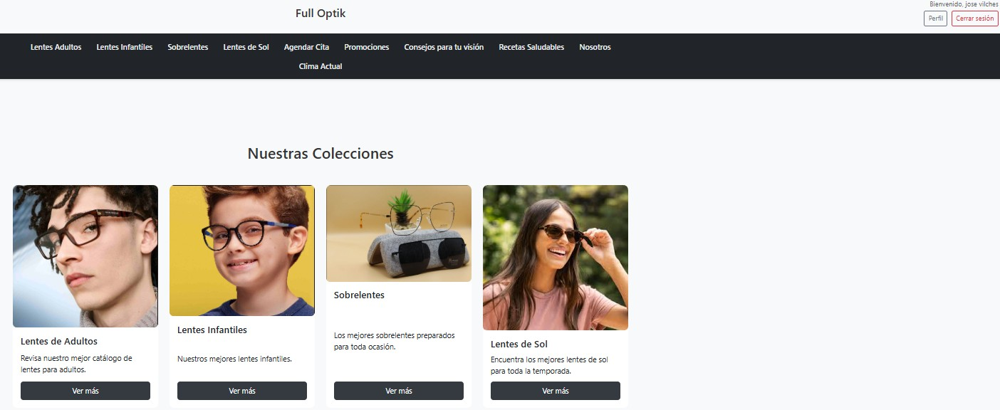 Full Optik
Bienvenido, jose vilches
Perfil
Cerrar sesión
Lentes Adultos
Lentes Infantiles
Sobrelentes
Lentes de Sol
Agendar Cita
Promociones
Consejos para tu visión
Recetas Saludables
Nosotros
Clima Actual
Nuestras Colecciones
Lentes de Adultos
Revisa nuestro mejor catálogo de
lentes para adultos.
Ver más
Lentes Infantiles
Nuestros mejores lentes infantiles.
Ver más
Sobrelentes
Los mejores sobrelentes preparados
para toda ocasión.
Ver más
Lentes de Sol
Encuentra los mejores lentes de sol
para toda la temporada.
Ver más